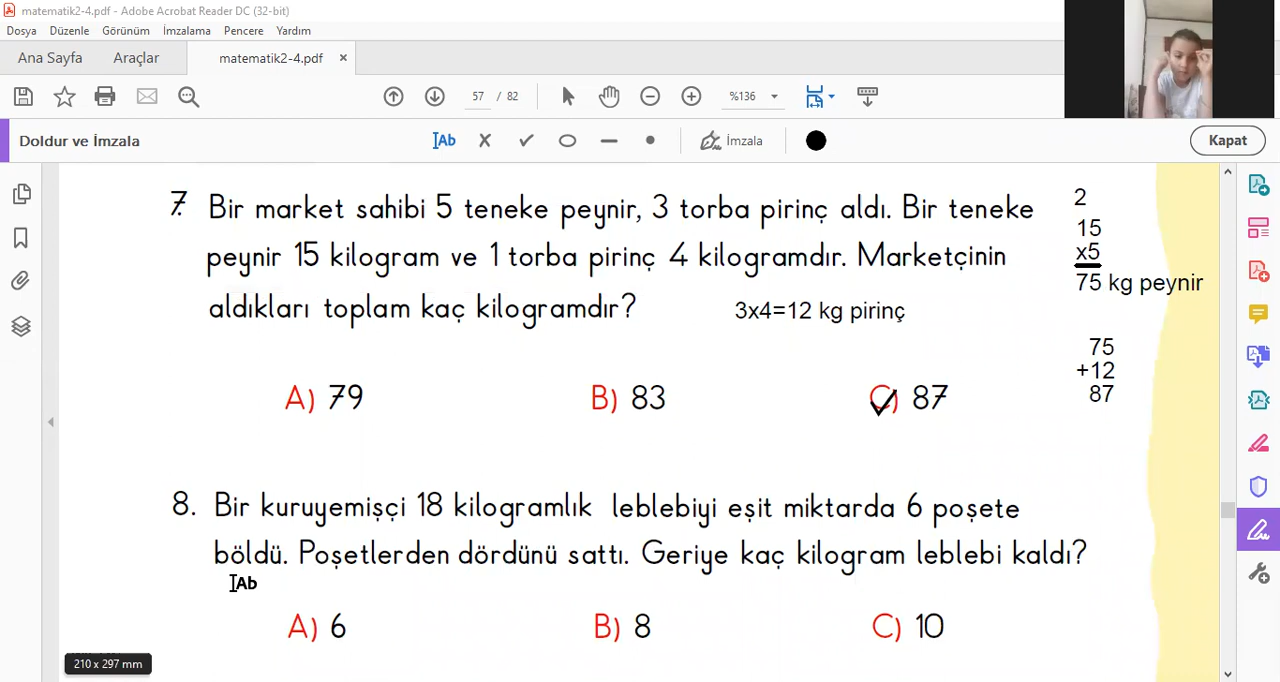 matematik2-4.pdf - Adobe Acrobat Reader DC (32-bit)
Dosya Düzenle Görünüm İmzalama Pencere Yardım
Ana Sayfa Araçlar matematik2-4.pdf ×
57 / 82 %136
Doldur ve İmzala Ab İmzala Kapat
7. Bir market sahibi 5 teneke peynir, 3 torba pirinç aldı. Bir teneke
peynir 15 kilogram ve 1 torba pirinç 4 kilogramdır. Marketçinin
aldıkları toplam kaç kilogramdır?
3x4=12 kg pirinç
2
15
x5
75 kg peynir
75
+12
87
A) 79 B) 83 C) 87
8. Bir kuruyemişçi 18 kilogramlık leblebiyi eşit miktarda 6 poşete
böldü. Poşetlerden dördünü sattı. Geriye kaç kilogram leblebi kaldı?
Ab
A) 6 B) 8 C) 10
210 x 297 mm